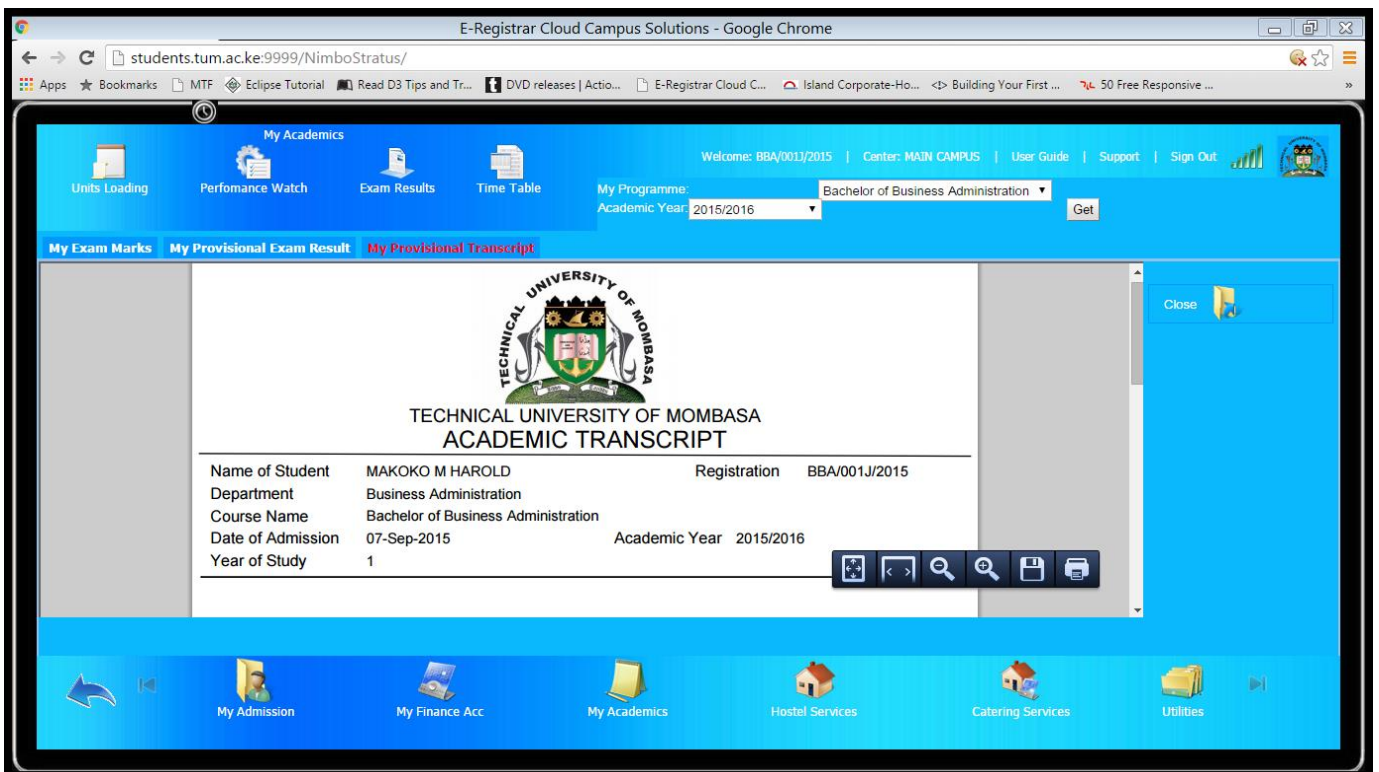 E-Registrar Cloud Campus Solutions - Google Chrome
students.tum.ac.ke:9999/NimboStratus/
Apps Bookmarks MTF Eclipse Tutorial Read D3 Tips and Tr... DVD releases | Actio... E-Registrar Cloud C... Island Corporate-Ho... Building Your First ... 50 Free Responsive ... »
My Academics
Units Loading Perfomance Watch Exam Results Time Table
Welcome: BBA/001J/2015 | Center: MAIN CAMPUS | User Guide | Support | Sign Out
My Programme: Bachelor of Business Administration
Academic Year: 2015/2016 Get
My Exam Marks My Provisional Exam Result My Provisional Transcript
Close
TECHNICAL UNIVERSITY OF MOMBASA
TECHNICAL UNIVERSITY OF MOMBASA
ACADEMIC TRANSCRIPT
Name of Student MAKOKO M HAROLD Registration BBA/001J/2015
Department Business Administration
Course Name Bachelor of Business Administration
Date of Admission 07-Sep-2015 Academic Year 2015/2016
Year of Study 1
My Admission My Finance Acc My Academics Hostel Services Catering Services Utilities